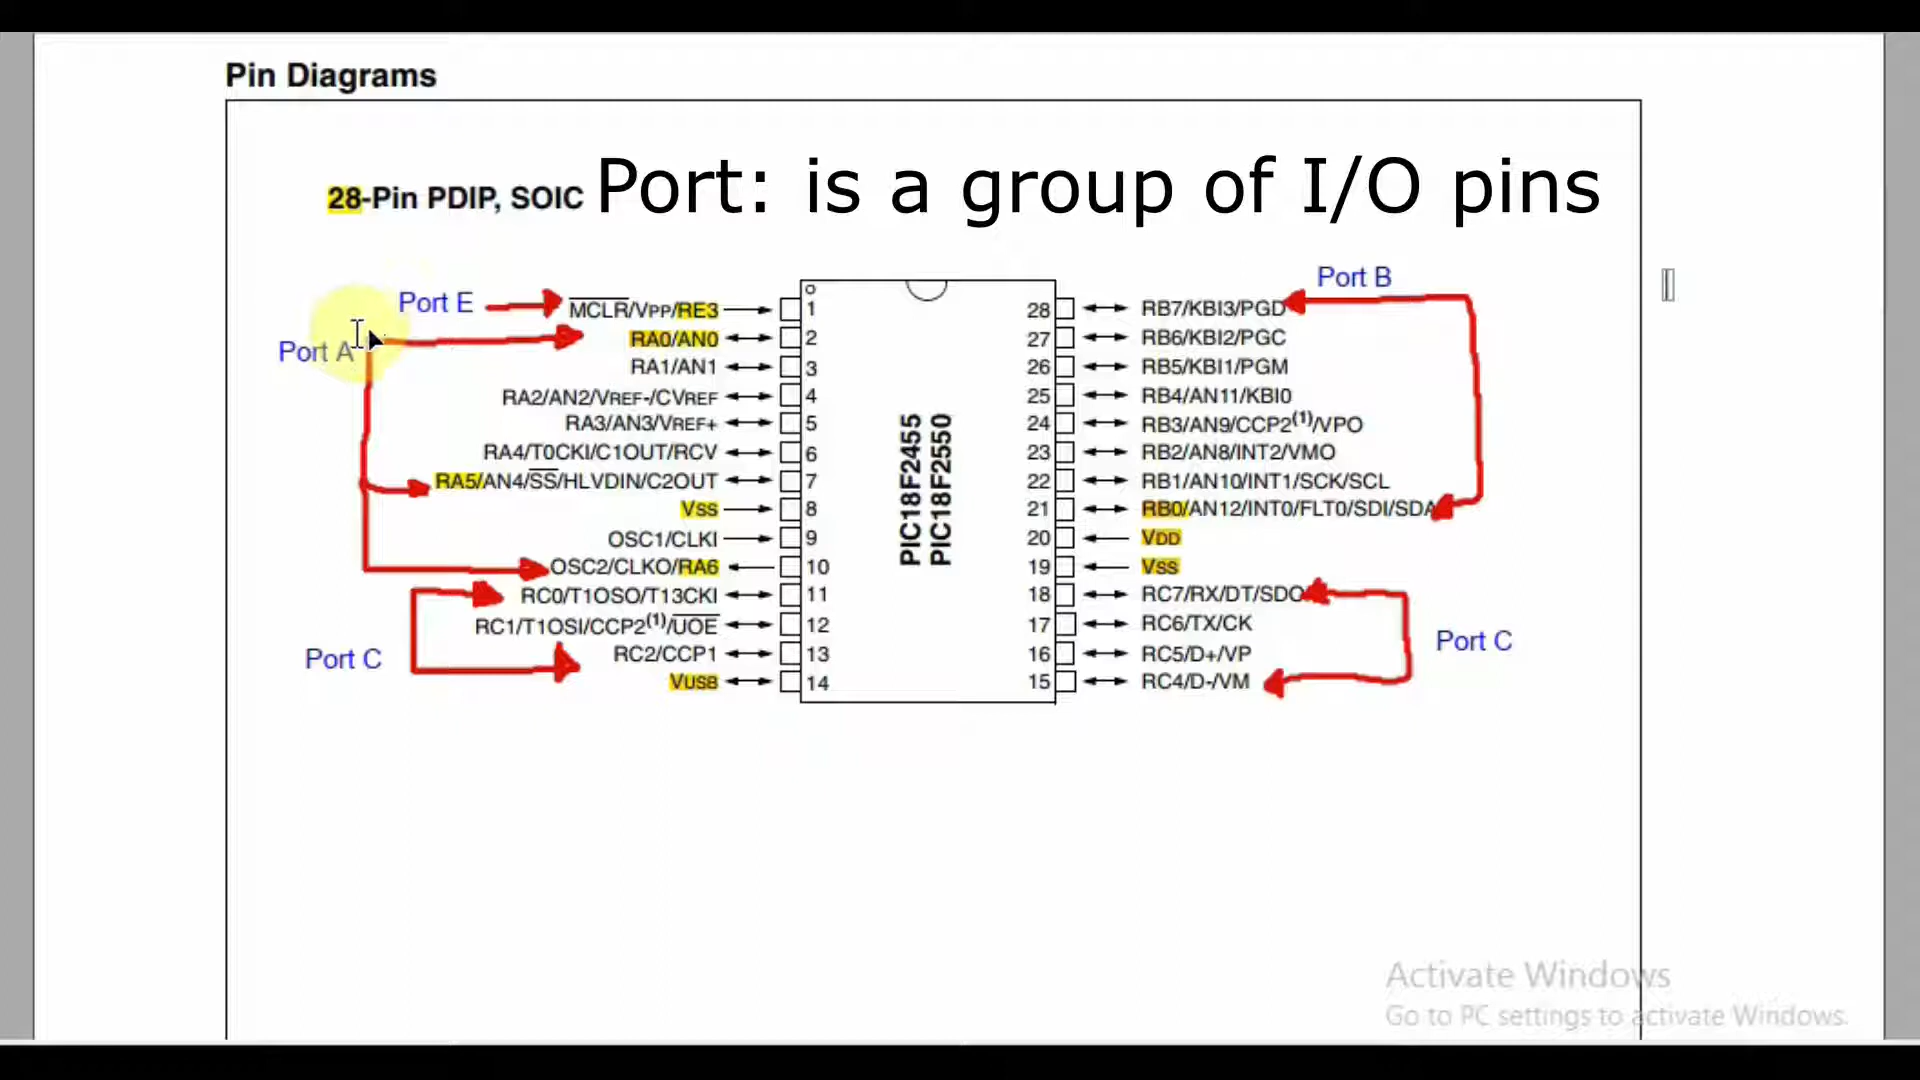 Pin Diagrams
28-Pin PDIP, SOIC Port: is a group of I/O pins
Port E
Port A
Port C
MCLR/VPP/RE3 1
RA0/AN0 2
RA1/AN1 3
RA2/AN2/VREF-/CVREF 4
RA3/AN3/VREF+ 5
RA4/T0CKI/C1OUT/RCV 6
RA5/AN4/SS/HLVDIN/C2OUT 7
VSS 8
OSC1/CLKI 9
OSC2/CLKO/RA6 10
RC0/T1OSO/T13CKI 11
RC1/T1OSI/CCP2(1)/UOE 12
RC2/CCP1 13
VUSB 14
PIC18F2455
PIC18F2550
28 RB7/KBI3/PGD
27 RB6/KBI2/PGC
26 RB5/KBI1/PGM
25 RB4/AN11/KBI0
24 RB3/AN9/CCP2(1)/VPO
23 RB2/AN8/INT2/VMO
22 RB1/AN10/INT1/SCK/SCL
21 RB0/AN12/INT0/FLT0/SDI/SDA
20 VDD
19 VSS
18 RC7/RX/DT/SDO
17 RC6/TX/CK
16 RC5/D+/VP
15 RC4/D-/VM
Port B
Port C
Activate Windows
Go to PC settings to activate Windows.